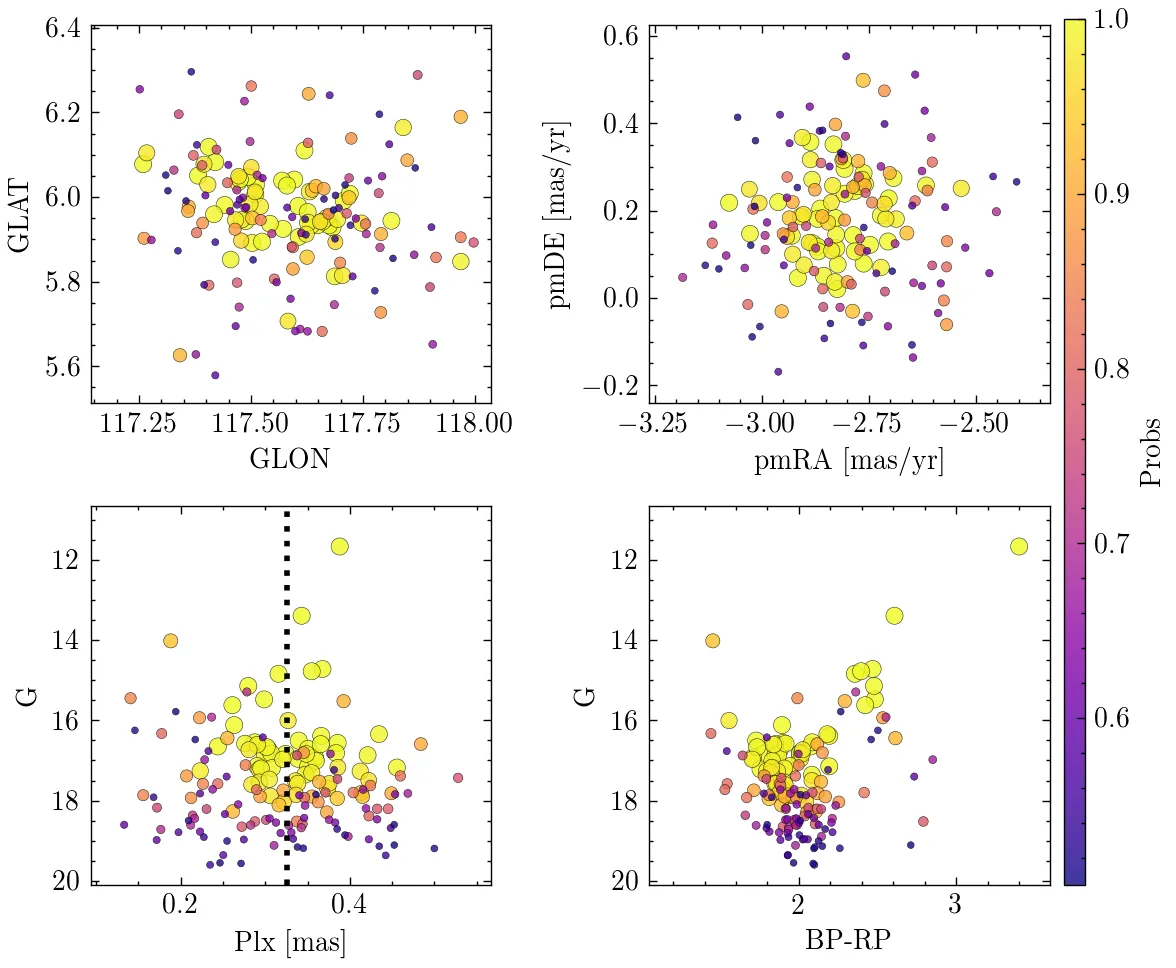 6.4
6.2
6.0
5.8
5.6
GLAT
117.25 117.50 117.75 118.00
GLON
0.6
0.4
0.2
0.0
−0.2
pmDE [mas/yr]
−3.25 −3.00 −2.75 −2.50
pmRA [mas/yr]
12
14
16
18
20
G
0.2 0.4
Plx [mas]
12
14
16
18
20
G
2 3
BP-RP
1.0
0.9
0.8
0.7
0.6
Probs